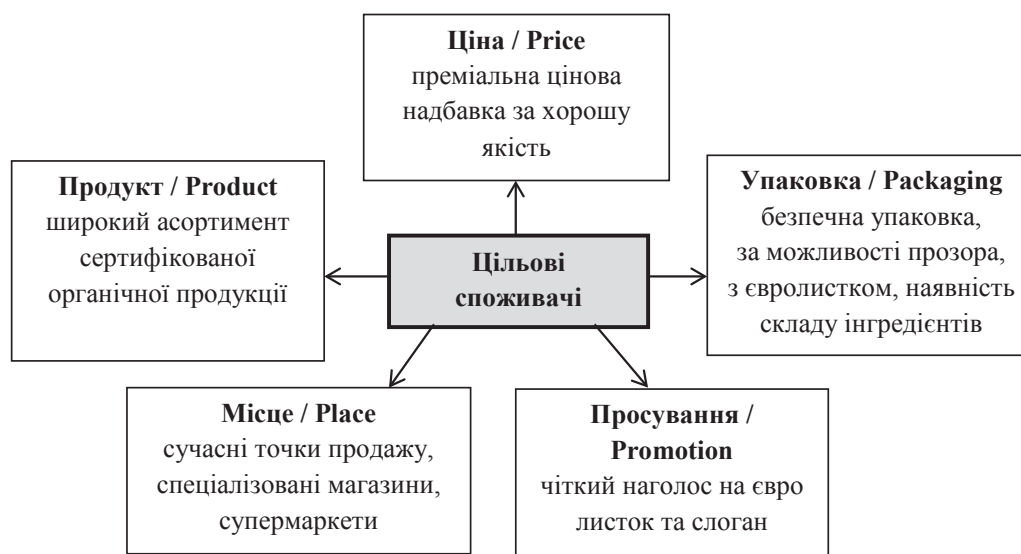 Ціна / Price
преміальна цінова
надбавка за хорошу
якість
Продукт / Product
широкий асортимент
сертифікованої
органічної продукції
Цільові
споживачі
Упаковка / Packaging
безпечна упаковка,
за можливості прозора,
з євролистком, наявність
складу інгредієнтів
Місце / Place
сучасні точки продажу,
спеціалізовані магазини,
супермаркети
Просування /
Promotion
чіткий наголос на євро
листок та слоган